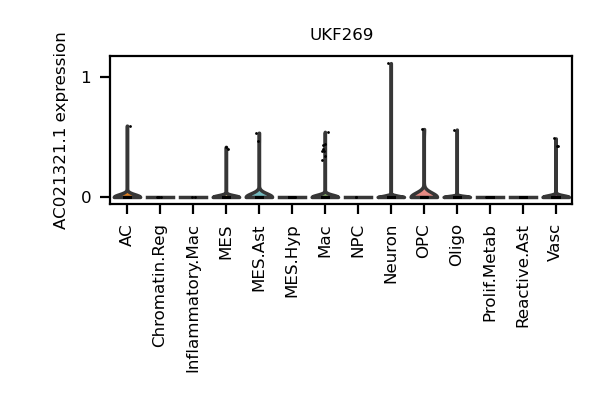 UKF269
AC021321.1 expression
1
0
AC
Chromatin.Reg
Inflammatory.Mac
MES
MES.Ast
MES.Hyp
Mac
NPC
Neuron
OPC
Oligo
Prolif.Metab
Reactive.Ast
Vasc